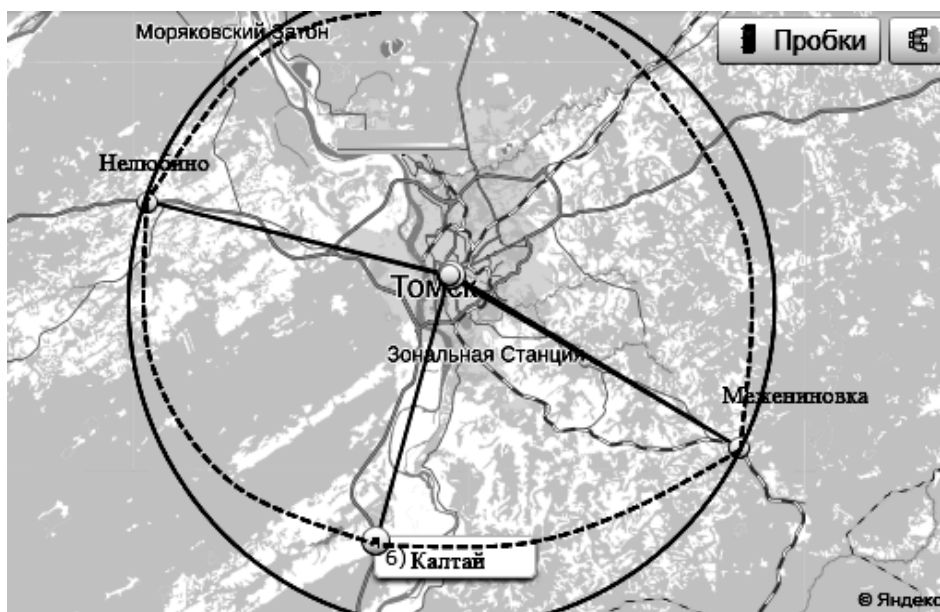 Моряковский Затон
Пробки
Нелюбино
Томск
Зональная Станция
Межениновка
б) Калтай
© Яндекс